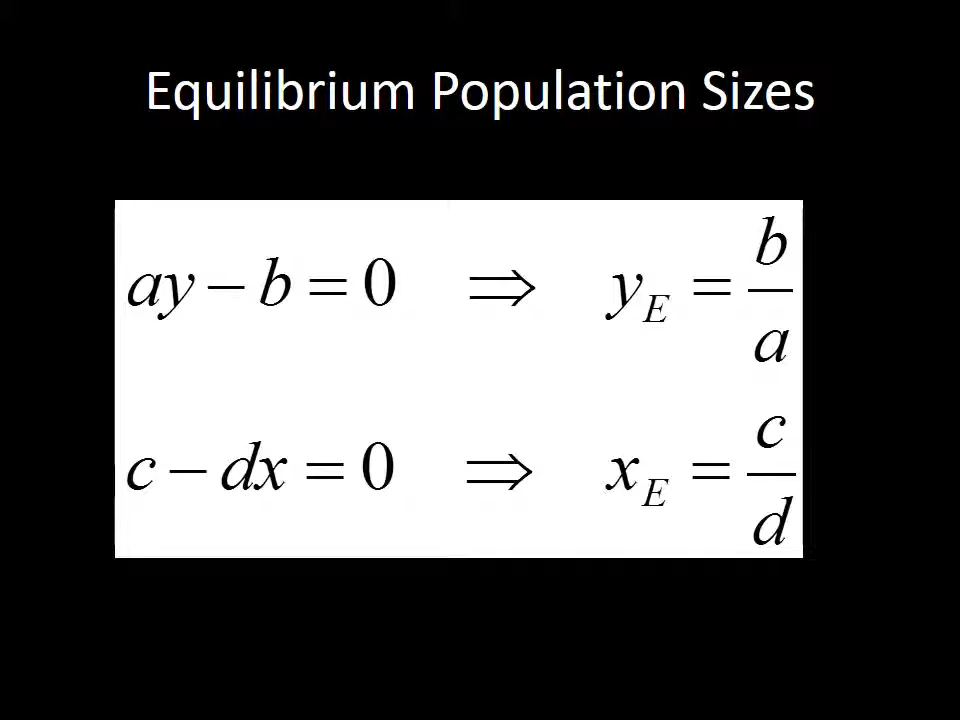 Equilibrium Population Sizes
ay − b = 0 ⇒ y_E = b/a
c − dx = 0 ⇒ x_E = c/d